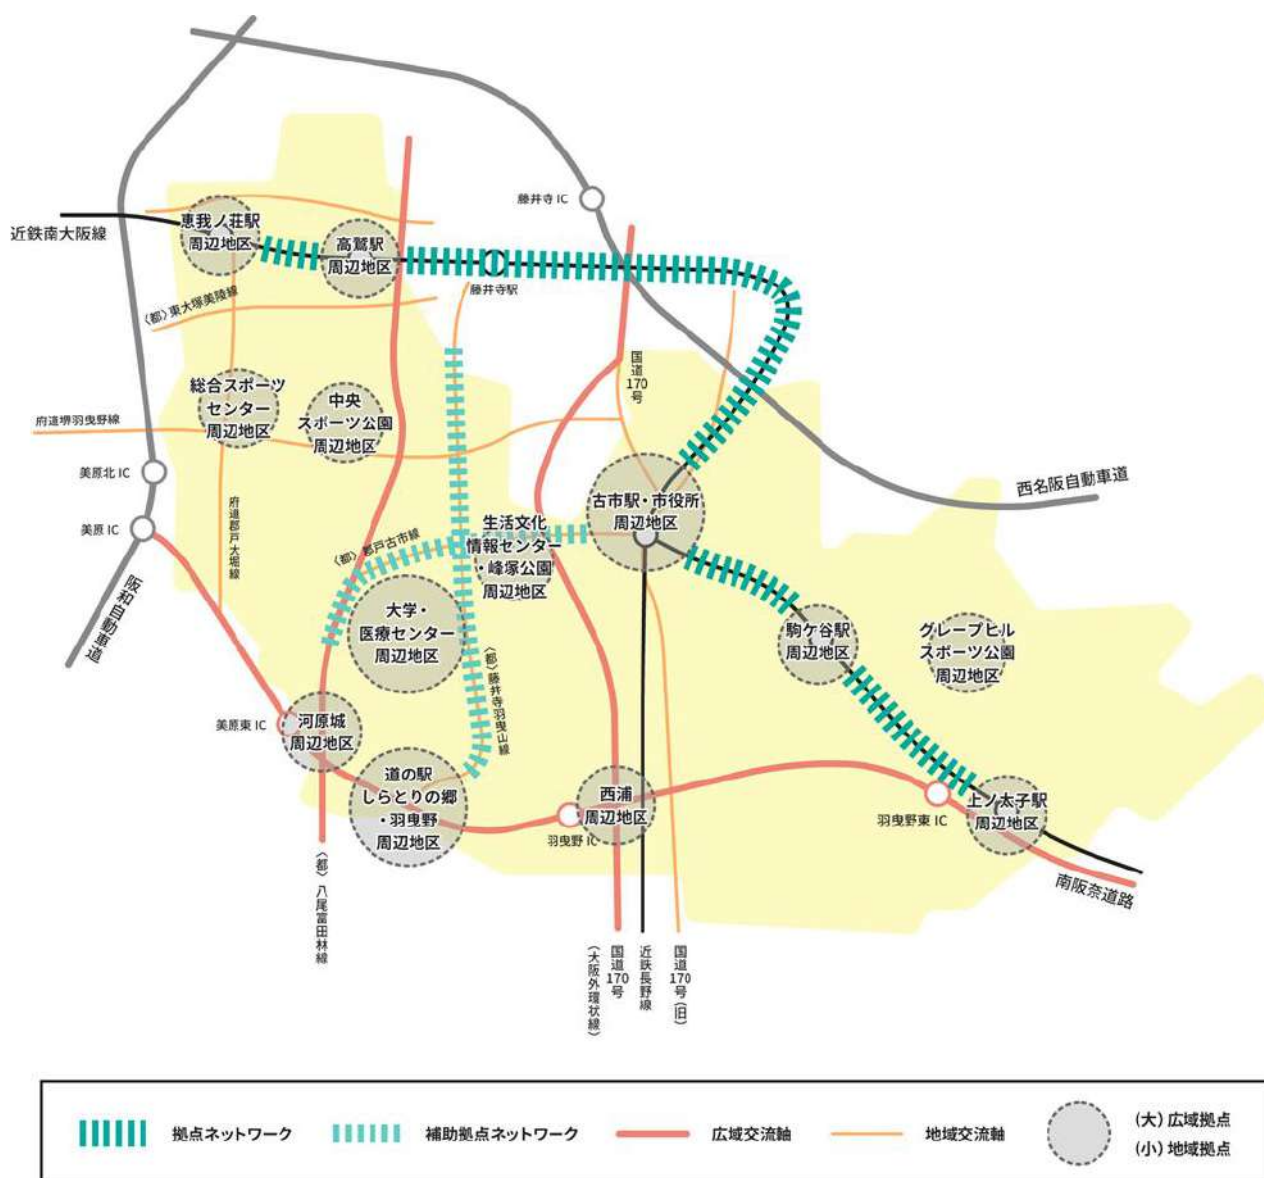 藤井寺 IC
近鉄南大阪線
恵我ノ荘駅
周辺地区
高鷲駅
周辺地区
藤井寺駅
〈都〉東大塚美陵線
国道170号
総合スポーツ
センター
周辺地区
中央
スポーツ公園
周辺地区
府道堺羽曳野線
美原北 IC
西名阪自動車道
古市駅・市役所
周辺地区
府道郡戸大堀線
美原 IC
生活文化
情報センター
・峰塚公園
周辺地区
〈都〉郡戸古市線
阪和自動車道
大学・
医療センター
周辺地区
駒ケ谷駅
周辺地区
グレープヒル
スポーツ公園
周辺地区
〈都〉藤井寺羽曳山線
美原東 IC
河原城
周辺地区
道の駅
しらとりの郷
・羽曳野
周辺地区
西浦
周辺地区
羽曳野 IC
羽曳野東 IC
上ノ太子駅
周辺地区
南阪奈道路
〈都〉八尾富田林線
国道170号
(大阪外環状線)
近鉄長野線
国道170号(旧)
拠点ネットワーク
補助拠点ネットワーク
広域交流軸
地域交流軸
(大)広域拠点
(小)地域拠点